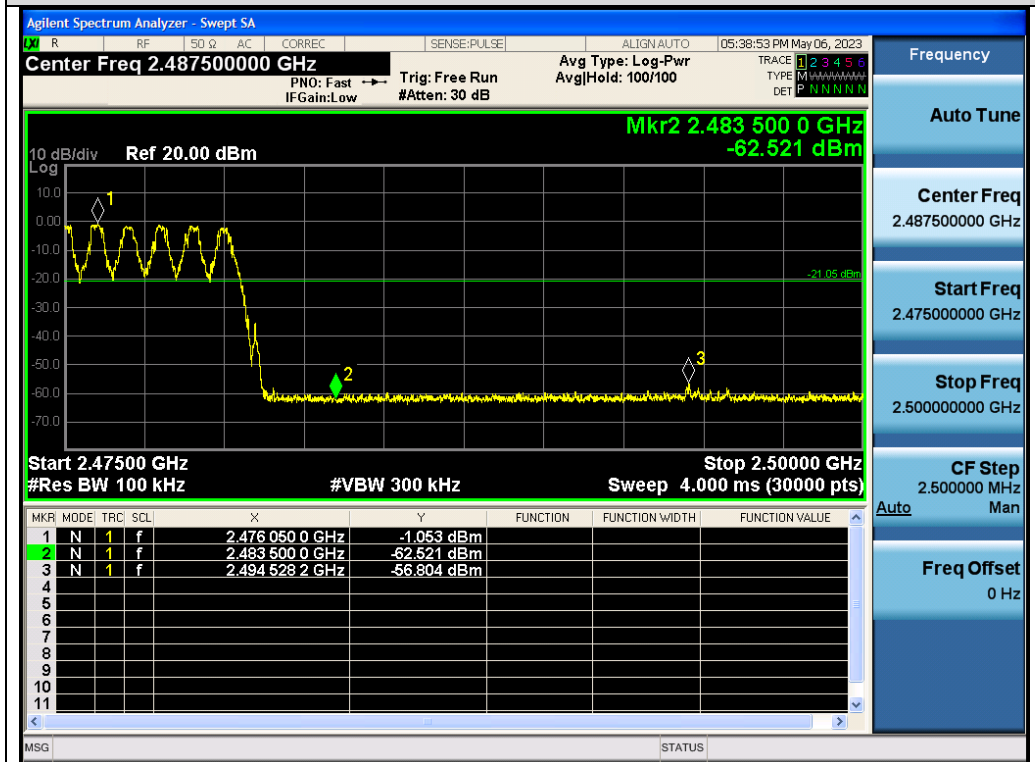 Agilent Spectrum Analyzer - Swept SA
LXI R RF 50 Ω AC CORREC SENSE:PULSE ALIGN AUTO 05:38:53 PM May 06, 2023
Center Freq 2.487500000 GHz
PNO: Fast
IFGain:Low
Trig: Free Run
#Atten: 30 dB
Avg Type: Log-Pwr
Avg|Hold: 100/100
TRACE 1 2 3 4 5 6
TYPE M WWWWW
DET P N N N N N
Mkr2 2.483 500 0 GHz
-62.521 dBm
10 dB/div Ref 20.00 dBm
Log
10.0
0.00
-10.0
-20.0
-30.0
-40.0
-50.0
-60.0
-70.0
1
2
3
-21.05 dBm
Start 2.47500 GHz Stop 2.50000 GHz
#Res BW 100 kHz #VBW 300 kHz Sweep 4.000 ms (30000 pts)
MKR MODE TRC SCL X Y FUNCTION FUNCTION WIDTH FUNCTION VALUE
1 N 1 f 2.476 050 0 GHz -1.053 dBm
2 N 1 f 2.483 500 0 GHz -62.521 dBm
3 N 1 f 2.494 528 2 GHz -56.804 dBm
4
5
6
7
8
9
10
11
MSG STATUS
Frequency
Auto Tune
Center Freq
2.487500000 GHz
Start Freq
2.475000000 GHz
Stop Freq
2.500000000 GHz
CF Step
2.500000 MHz
Auto Man
Freq Offset
0 Hz